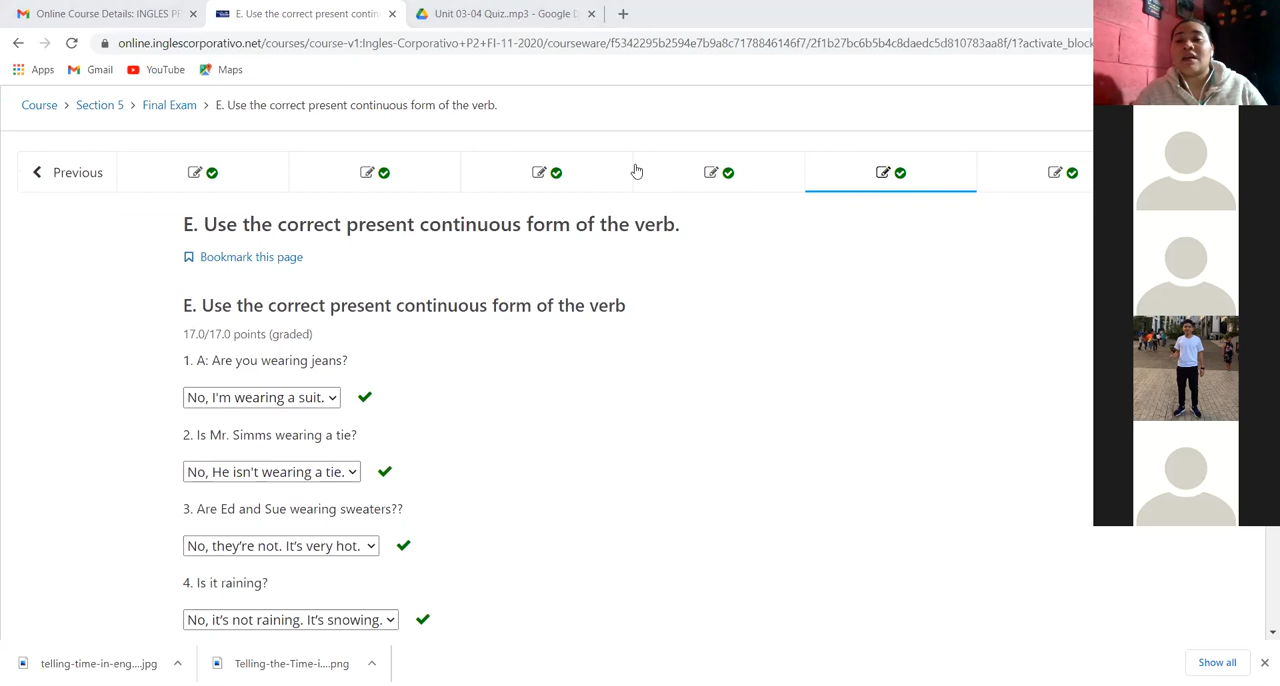 Online Course Details: INGLES P
E. Use the correct present contin
Unit 03-04 Quiz..mp3 - Google D
online.inglescorporativo.net/courses/course-v1:Ingles-Corporativo+P2+FI-11-2020/courseware/f5342295b2594e7b9a8c7178846146f7/2f1b27bc6b5b4c8daedc5d810783aa8f/1?activate_block
Apps
Gmail
YouTube
Maps
Course > Section 5 > Final Exam > E. Use the correct present continuous form of the verb.
Previous
E. Use the correct present continuous form of the verb.
Bookmark this page
E. Use the correct present continuous form of the verb
17.0/17.0 points (graded)
1. A: Are you wearing jeans?
No, I'm wearing a suit.
2. Is Mr. Simms wearing a tie?
No, He isn't wearing a tie.
3. Are Ed and Sue wearing sweaters??
No, they’re not. It’s very hot.
4. Is it raining?
No, it’s not raining. It’s snowing.
telling-time-in-eng....jpg
Telling-the-Time-i....png
Show all